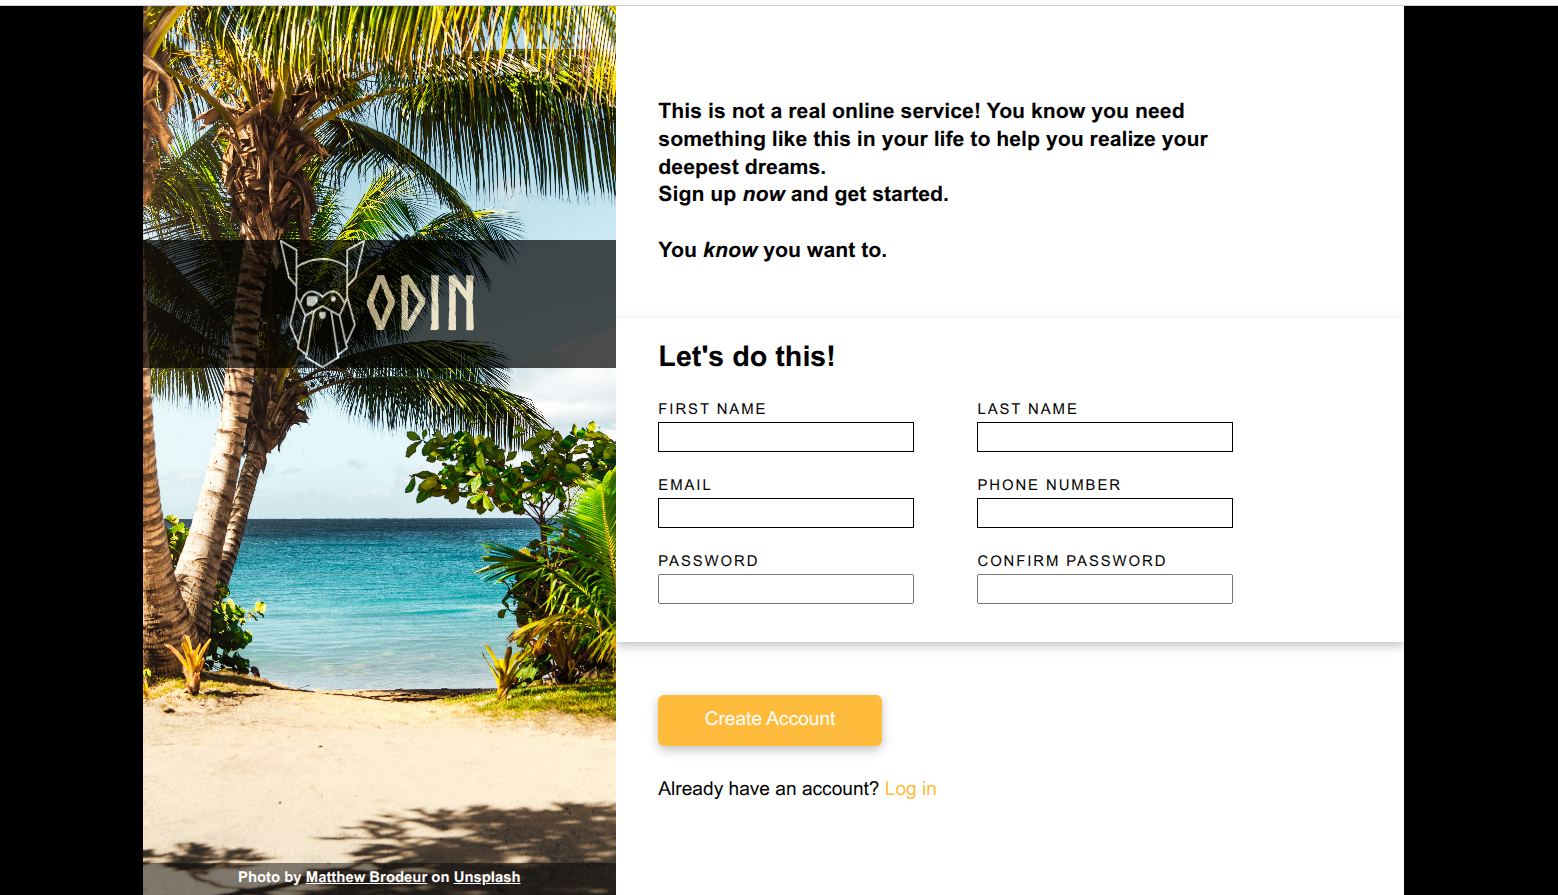 This is not a real online service! You know you need
something like this in your life to help you realize your
deepest dreams.
Sign up now and get started.
You know you want to.
ODIN
Let's do this!
FIRST NAME
LAST NAME
EMAIL
PHONE NUMBER
PASSWORD
CONFIRM PASSWORD
Create Account
Already have an account? Log in
Photo by Matthew Brodeur on Unsplash